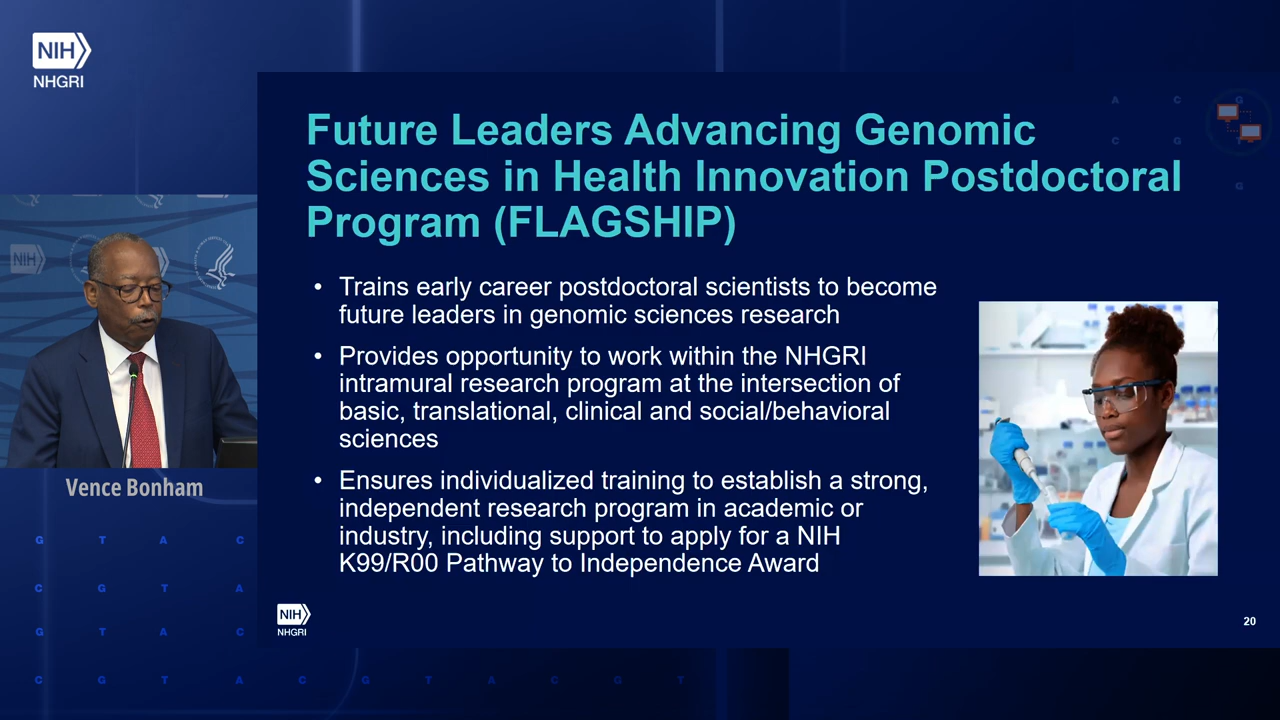 NIH
NHGRI
Future Leaders Advancing Genomic
Sciences in Health Innovation Postdoctoral
Program (FLAGSHIP)
• Trains early career postdoctoral scientists to become
future leaders in genomic sciences research
• Provides opportunity to work within the NHGRI
intramural research program at the intersection of
basic, translational, clinical and social/behavioral
sciences
• Ensures individualized training to establish a strong,
independent research program in academic or
industry, including support to apply for a NIH
K99/R00 Pathway to Independence Award
NIH
Vence Bonham
A C G
C G
G
G T A C
C G T A
G T A C
C G T A C G T A C G T
NIH
NHGRI
20